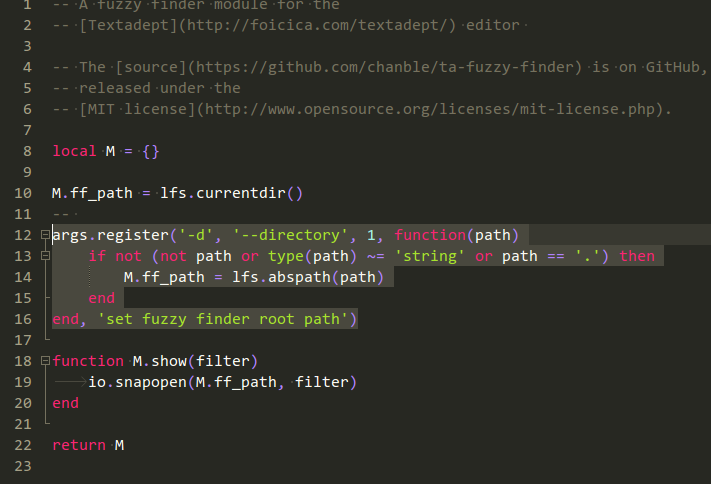 1 -- A fuzzy finder module for the
2 -- [Textadept](http://foicica.com/textadept/) editor
3
4 -- The [source](https://github.com/chanble/ta-fuzzy-finder) is on GitHub,
5 -- released under the
6 -- [MIT license](http://www.opensource.org/licenses/mit-license.php).
7
8 local M = {}
9
10 M.ff_path = lfs.currentdir()
11 --
12 args.register('-d', '--directory', 1, function(path)
13     if not (not path or type(path) ~= 'string' or path == '.') then
14         M.ff_path = lfs.abspath(path)
15     end
16 end, 'set fuzzy finder root path')
17
18 function M.show(filter)
19     io.snapopen(M.ff_path, filter)
20 end
21
22 return M
23